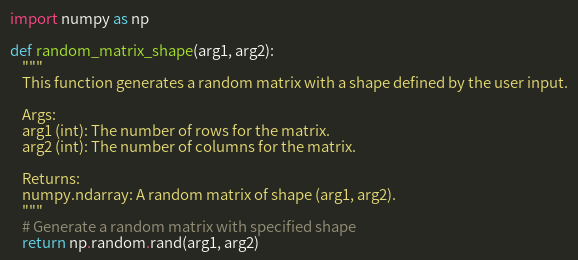 import numpy as np
def random_matrix_shape(arg1, arg2):
"""
This function generates a random matrix with a shape defined by the user input.
Args:
arg1 (int): The number of rows for the matrix.
arg2 (int): The number of columns for the matrix.
Returns:
numpy.ndarray: A random matrix of shape (arg1, arg2).
"""
# Generate a random matrix with specified shape
return np.random.rand(arg1, arg2)